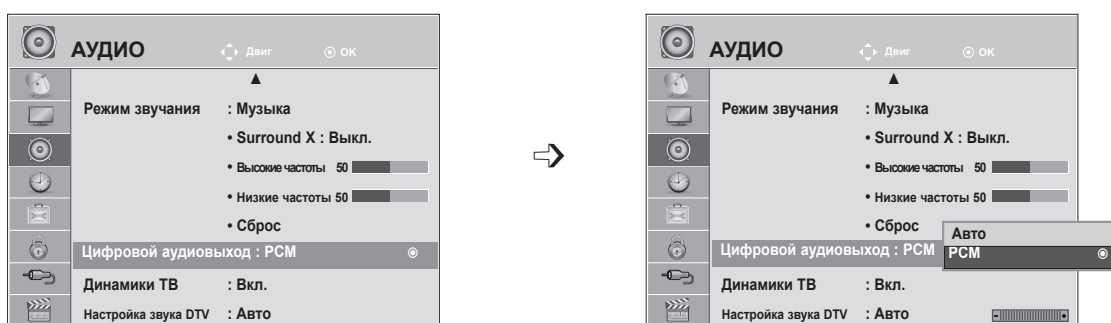 АУДИО Двиг ОК
Режим звучания : Музыка
• Surround X : Выкл.
• Высокие частоты 50
• Низкие частоты 50
• Сброс
Цифровой аудиовыход : PCM
Динамики ТВ : Вкл.
Настройка звука DTV : Авто
АУДИО Двиг ОК
Режим звучания : Музыка
• Surround X : Выкл.
• Высокие частоты 50
• Низкие частоты 50
• Сброс
Цифровой аудиовыход : PCM
Авто
PCM
Динамики ТВ : Вкл.
Настройка звука DTV : Авто